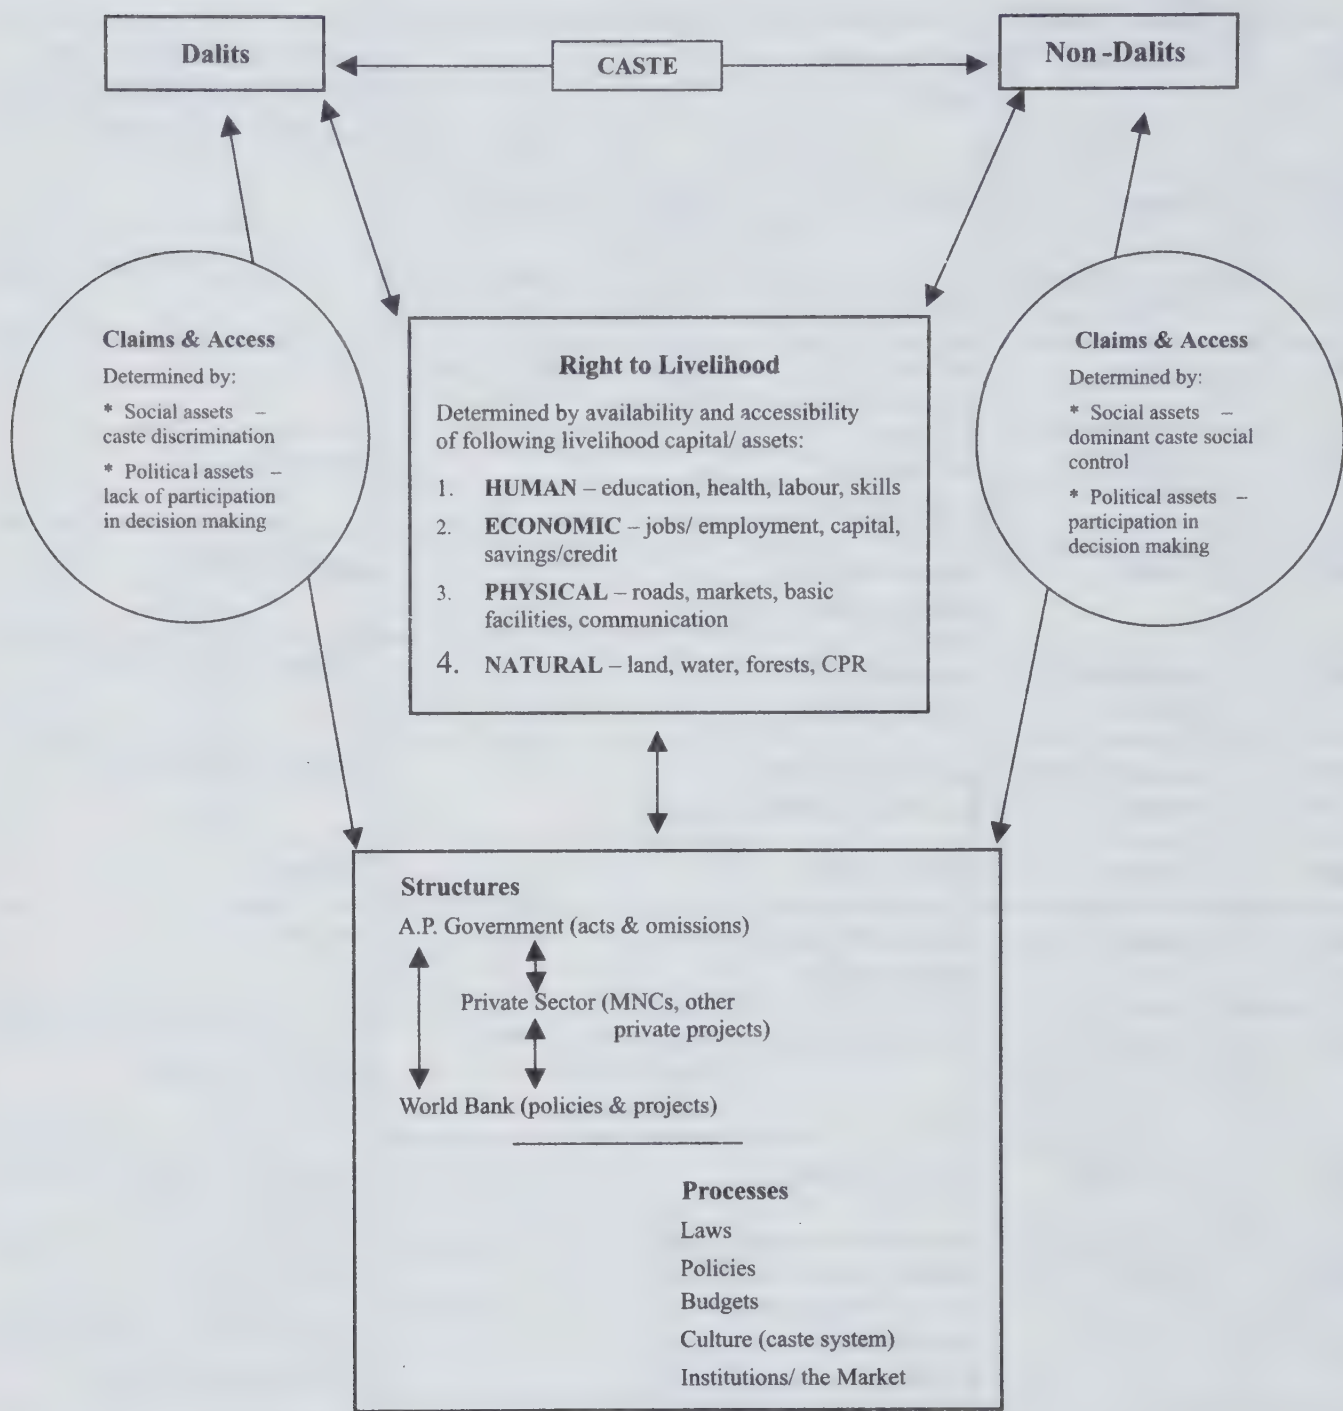 Dalits
CASTE
Non -Dalits
Claims & Access
Determined by:
* Social assets –
caste discrimination
* Political assets –
lack of participation
in decision making
Right to Livelihood
Determined by availability and accessibility
of following livelihood capital/ assets:
1. HUMAN – education, health, labour, skills
2. ECONOMIC – jobs/ employment, capital,
savings/credit
3. PHYSICAL – roads, markets, basic
facilities, communication
4. NATURAL – land, water, forests, CPR
Claims & Access
Determined by:
* Social assets –
dominant caste social
control
* Political assets –
participation in
decision making
Structures
A.P. Government (acts & omissions)
Private Sector (MNCs, other
private projects)
World Bank (policies & projects)
Processes
Laws
Policies
Budgets
Culture (caste system)
Institutions/ the Market